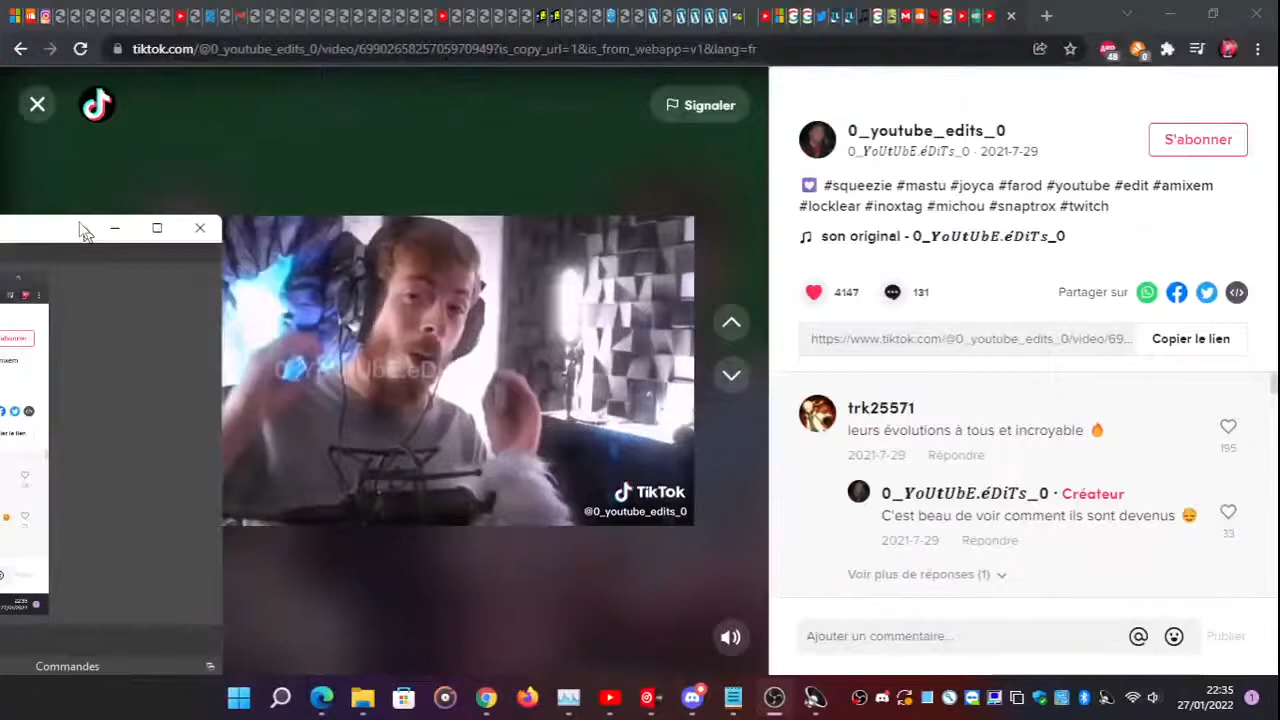 tiktok.com/@0_youtube_edits_0/video/6990265825705970949?is_copy_url=1&is_from_webapp=v1&lang=fr
48
0
Signaler
0_youtube_edits_0
0_𝒀𝒐𝑼𝒕𝑼𝒃𝑬.é𝑫𝒊𝑻𝒔_0 · 2021-7-29
S'abonner
💟 #squeezie #mastu #joyca #farod #youtube #edit #amixem
#locklear #inoxtag #michou #snaptrox #twitch
son original - 0_𝒀𝒐𝑼𝒕𝑼𝒃𝑬.é𝑫𝒊𝑻𝒔_0
4147
131
Partager sur
https://www.tiktok.com/@0_youtube_edits_0/video/69...
Copier le lien
trk25571
leurs évolutions à tous et incroyable 🔥
2021-7-29
Répondre
195
0_𝒀𝒐𝑼𝒕𝑼𝒃𝑬.é𝑫𝒊𝑻𝒔_0 · Créateur
C'est beau de voir comment ils sont devenus 😌
2021-7-29
Répondre
33
Voir plus de réponses (1)
Ajouter un commentaire...
Publier
TikTok
@0_youtube_edits_0
Commandes
22:35
27/01/2022
1